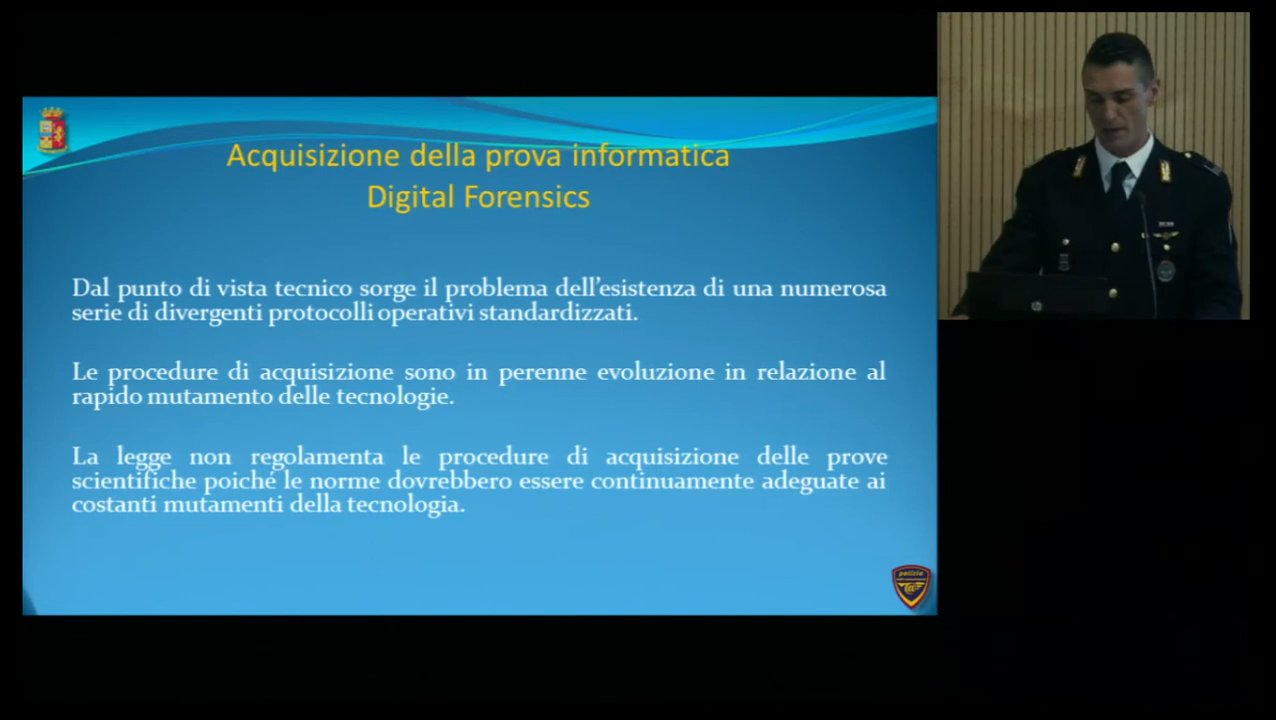 Acquisizione della prova informatica
Digital Forensics
Dal punto di vista tecnico sorge il problema dell'esistenza di una numerosa
serie di divergenti protocolli operativi standardizzati.
Le procedure di acquisizione sono in perenne evoluzione in relazione al
rapido mutamento delle tecnologie.
La legge non regolamenta le procedure di acquisizione delle prove
scientifiche poiché le norme dovrebbero essere continuamente adeguate ai
costanti mutamenti della tecnologia.
polizia